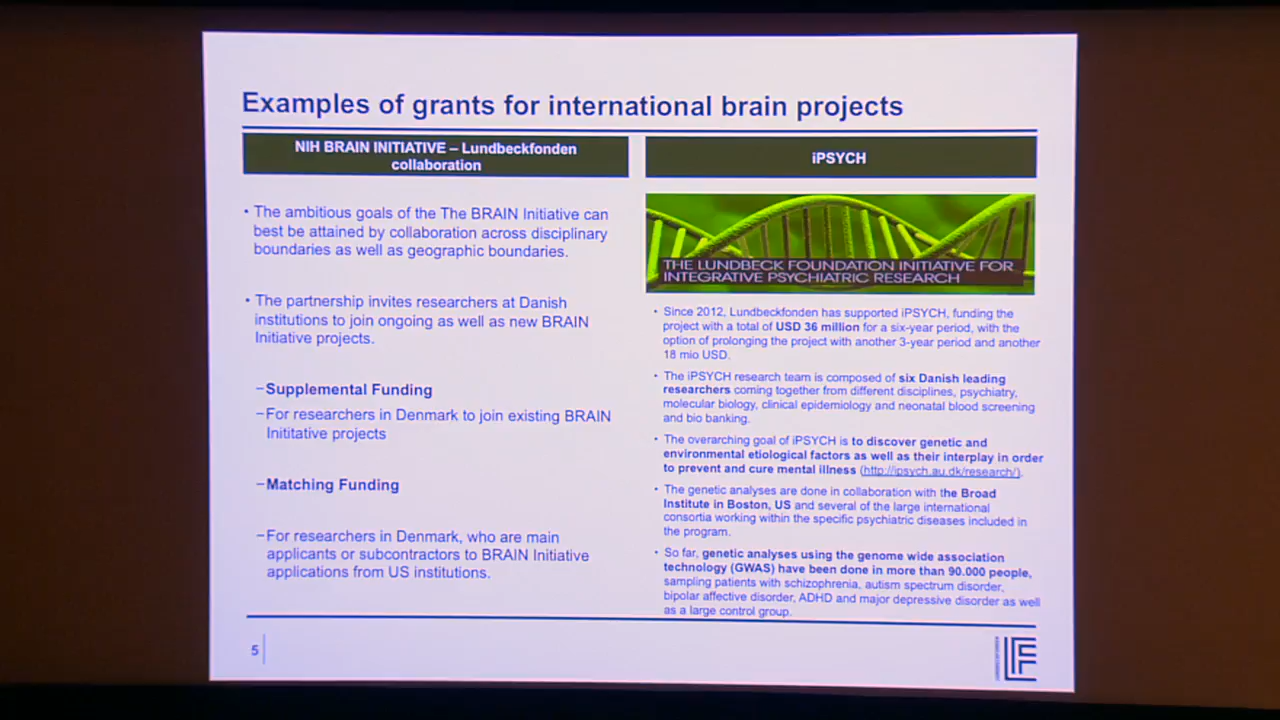 Examples of grants for international brain projects
NIH BRAIN INITIATIVE – Lundbeckfonden
collaboration
• The ambitious goals of the The BRAIN Initiative can
best be attained by collaboration across disciplinary
boundaries as well as geographic boundaries.
• The partnership invites researchers at Danish
institutions to join ongoing as well as new BRAIN
Initiative projects.
–Supplemental Funding
–For researchers in Denmark to join existing BRAIN
Inititative projects
–Matching Funding
–For researchers in Denmark, who are main
applicants or subcontractors to BRAIN Initiative
applications from US institutions.
iPSYCH
THE LUNDBECK FOUNDATION INITIATIVE FOR
INTEGRATIVE PSYCHIATRIC RESEARCH
• Since 2012, Lundbeckfonden has supported iPSYCH, funding the
project with a total of USD 36 million for a six-year period, with the
option of prolonging the project with another 3-year period and another
18 mio USD.
• The iPSYCH research team is composed of six Danish leading
researchers coming together from different disciplines, psychiatry,
molecular biology, clinical epidemiology and neonatal blood screening
and bio banking.
• The overarching goal of iPSYCH is to discover genetic and
environmental etiological factors as well as their interplay in order
to prevent and cure mental illness (http://ipsych.au.dk/research/).
• The genetic analyses are done in collaboration with the Broad
Institute in Boston, US and several of the large international
consortia working within the specific psychiatric diseases included in
the program.
• So far, genetic analyses using the genome wide association
technology (GWAS) have been done in more than 90.000 people,
sampling patients with schizophrenia, autism spectrum disorder,
bipolar affective disorder, ADHD and major depressive disorder as well
as a large control group.
5